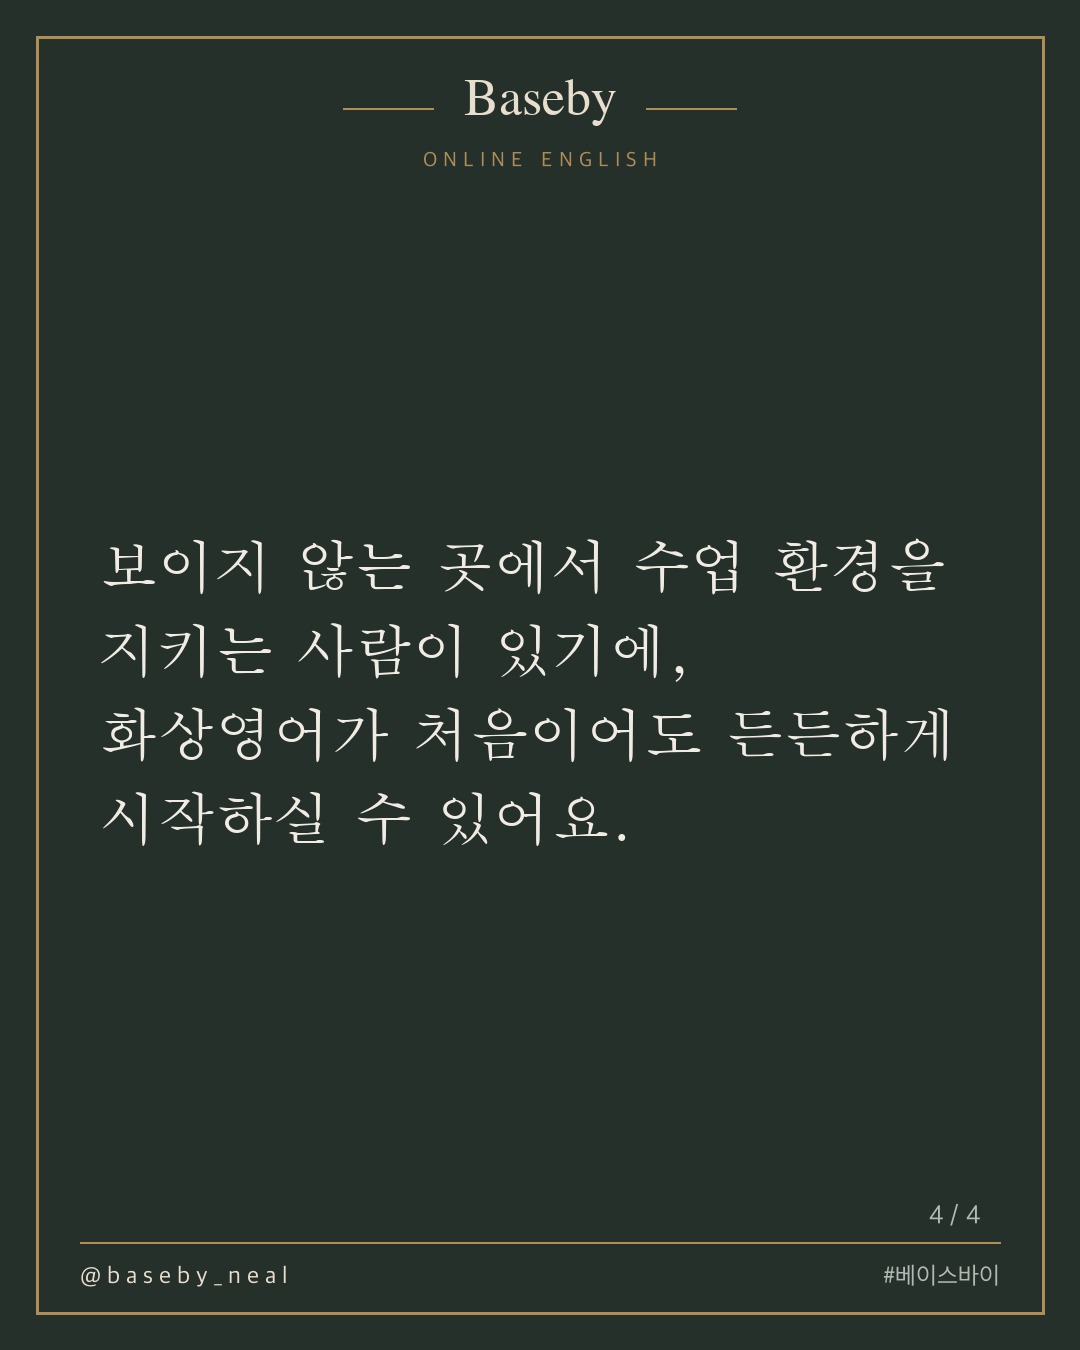 Baseby
ONLINE ENGLISH
보이지 않는 곳에서 수업 환경을
지키는 사람이 있기에,
화상영어가 처음이어도 든든하게
시작하실 수 있어요.
4 / 4
@baseby_neal
#베이스바이